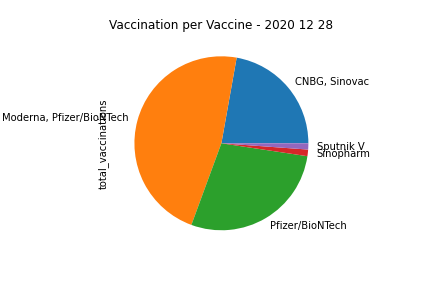 Vaccination per Vaccine - 2020 12 28
CNBG, Sinovac
Moderna, Pfizer/BioNTech
total_vaccinations
Sputnik V
Sinopharm
Pfizer/BioNTech